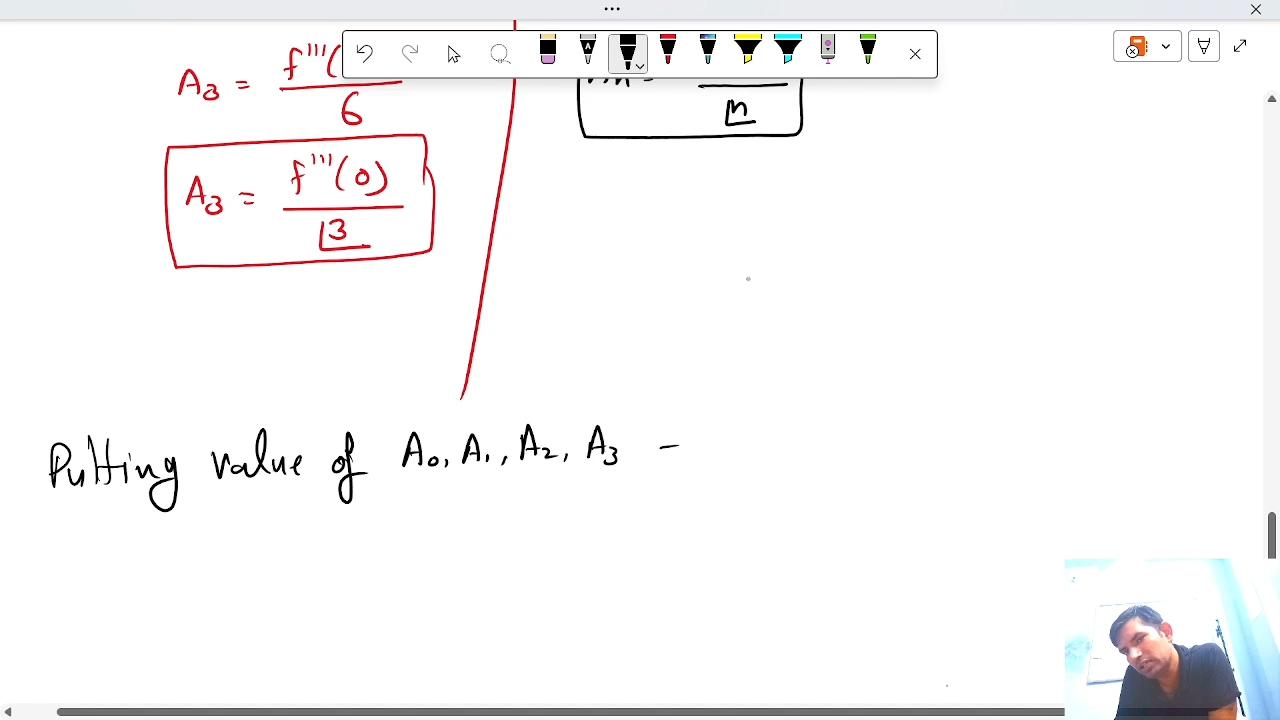 A₃ = f'''(
6
A₃ = f'''(0)
⌊3
⌊n
Putting value of A₀, A₁, A₂, A₃ –